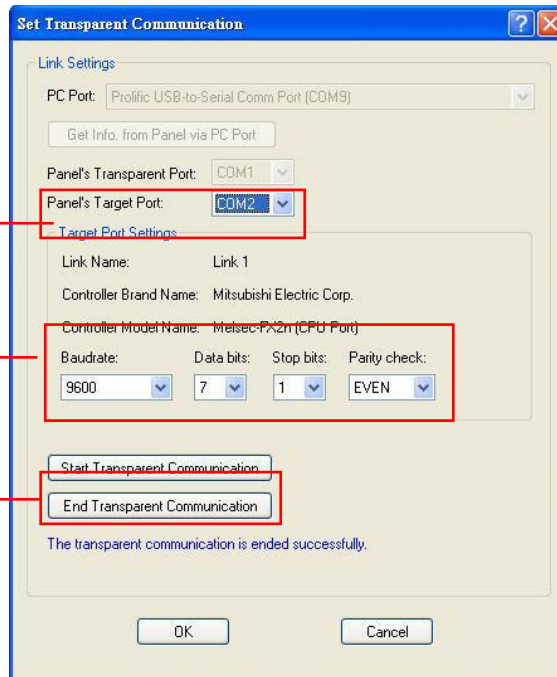 Set Transparent Communication
Link Settings
PC Port: Prolific USB-to-Serial Comm Port (COM9)
Get Info. from Panel via PC Port
Panel's Transparent Port: COM1
Panel's Target Port: COM2
Target Port Settings
Link Name: Link 1
Controller Brand Name: Mitsubishi Electric Corp.
Controller Model Name: Melsec-FX2n (CPU Port)
Baudrate: Data bits: Stop bits: Parity check:
9600 7 1 EVEN
Start Transparent Communication
End Transparent Communication
The transparent communication is ended successfully.
OK Cancel